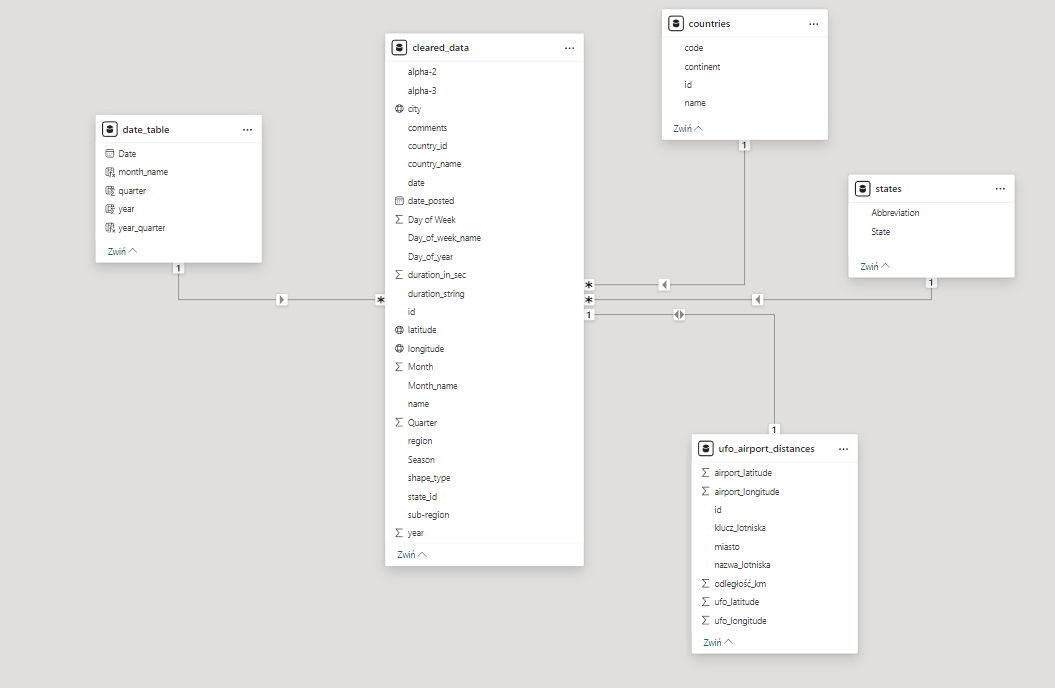 date_table
Date
month_name
quarter
year
year_quarter
Zwiń
1
cleared_data
alpha-2
alpha-3
city
comments
country_id
country_name
date
date_posted
Day of Week
Day_of_week_name
Day_of_year
duration_in_sec
duration_string
id
latitude
longitude
Month
Month_name
name
Quarter
region
Season
shape_type
state_id
sub-region
year
Zwiń
*
*
*
1
countries
code
continent
id
name
Zwiń
1
states
Abbreviation
State
Zwiń
1
1
ufo_airport_distances
airport_latitude
airport_longitude
id
klucz_lotniska
miasto
nazwa_lotniska
odległość_km
ufo_latitude
ufo_longitude
Zwiń